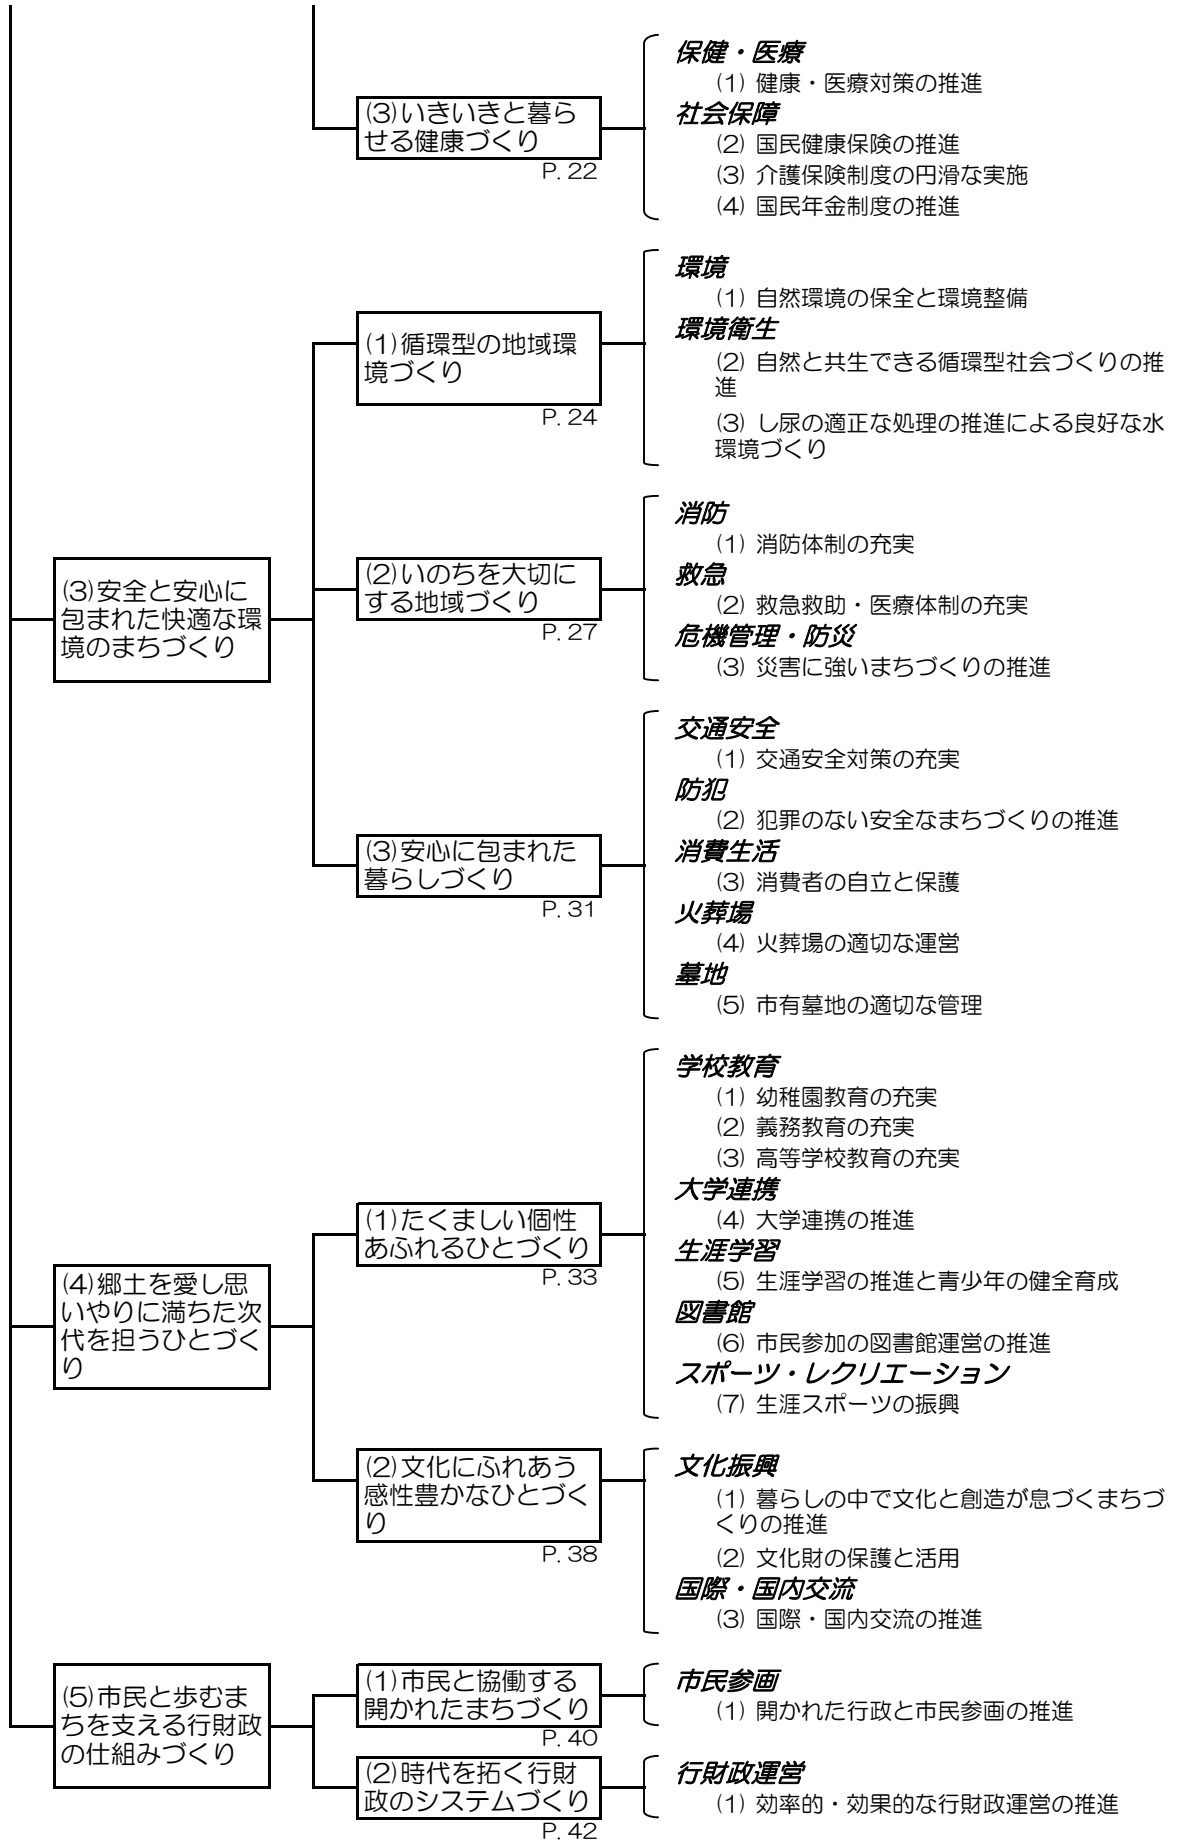 (3)いきいきと暮ら
せる健康づくり
P. 22
保健・医療
(1) 健康・医療対策の推進
社会保障
(2) 国民健康保険の推進
(3) 介護保険制度の円滑な実施
(4) 国民年金制度の推進
(3)安全と安心に
包まれた快適な環
境のまちづくり
(1)循環型の地域環
境づくり
P. 24
環境
(1) 自然環境の保全と環境整備
環境衛生
(2) 自然と共生できる循環型社会づくりの推
進
(3) し尿の適正な処理の推進による良好な水
環境づくり
(2)いのちを大切に
する地域づくり
P. 27
消防
(1) 消防体制の充実
救急
(2) 救急救助・医療体制の充実
危機管理・防災
(3) 災害に強いまちづくりの推進
(3)安心に包まれた
暮らしづくり
P. 31
交通安全
(1) 交通安全対策の充実
防犯
(2) 犯罪のない安全なまちづくりの推進
消費生活
(3) 消費者の自立と保護
火葬場
(4) 火葬場の適切な運営
墓地
(5) 市有墓地の適切な管理
(4)郷土を愛し思
いやりに満ちた次
代を担うひとづく
り
(1)たくましい個性
あふれるひとづくり
P. 33
学校教育
(1) 幼稚園教育の充実
(2) 義務教育の充実
(3) 高等学校教育の充実
大学連携
(4) 大学連携の推進
生涯学習
(5) 生涯学習の推進と青少年の健全育成
図書館
(6) 市民参加の図書館運営の推進
スポーツ・レクリエーション
(7) 生涯スポーツの振興
(2)文化にふれあう
感性豊かなひとづく
り
P. 38
文化振興
(1) 暮らしの中で文化と創造が息づくまちづ
くりの推進
(2) 文化財の保護と活用
国際・国内交流
(3) 国際・国内交流の推進
(5)市民と歩むま
ちを支える行財政
の仕組みづくり
(1)市民と協働する
開かれたまちづくり
P. 40
市民参画
(1) 開かれた行政と市民参画の推進
(2)時代を拓く行財
政のシステムづくり
P. 42
行財政運営
(1) 効率的・効果的な行財政運営の推進